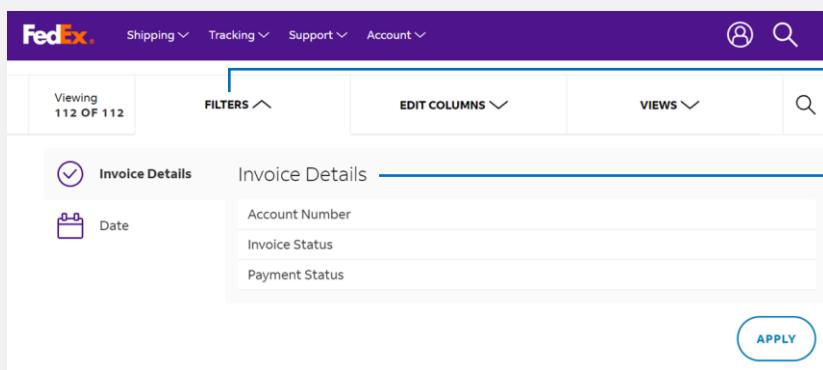 FedEx® Shipping Tracking Support Account
Viewing
112 OF 112
FILTERS EDIT COLUMNS VIEWS
Invoice Details Invoice Details
Date
Account Number
Invoice Status
Payment Status
APPLY